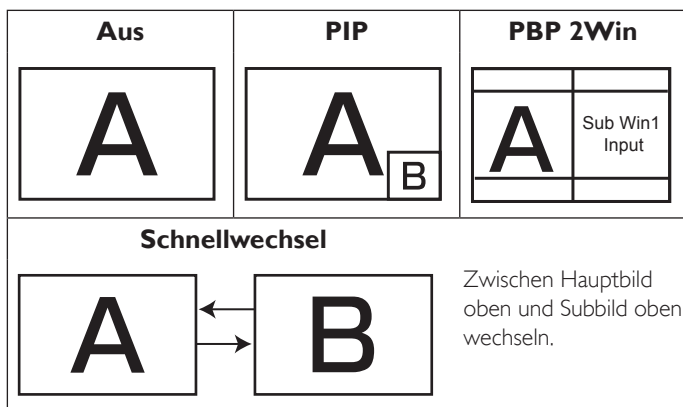 Aus
PIP
PBP 2Win
A
A
B
A
Sub Win1
Input
Schnellwechsel
A
B
Zwischen Hauptbild
oben und Subbild oben
wechseln.